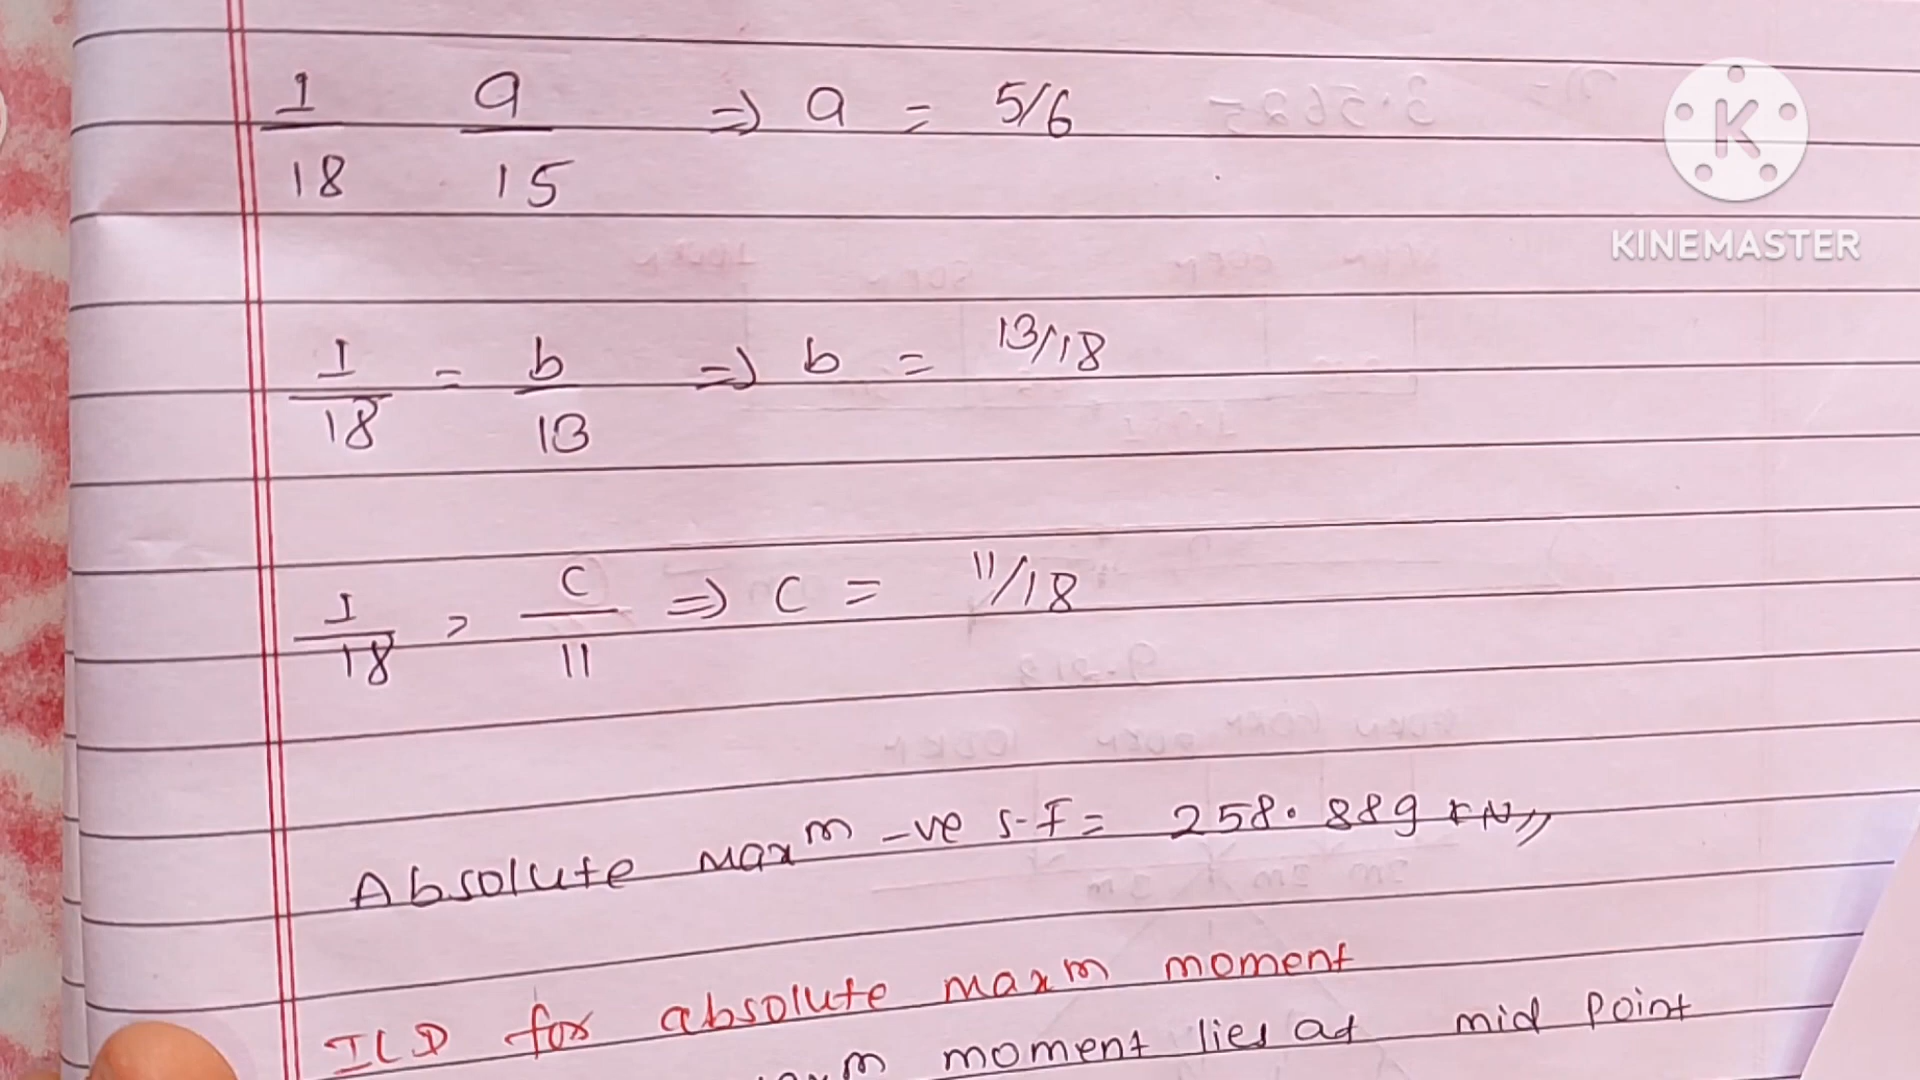 1/18 a/15 => a = 5/6
KINEMASTER
1/18 = b/13 => b = 13/18
1/18 = c/11 => c = 11/18
Absolute maxm -ve S.F = 258.889 kN
ILD for absolute maxm moment
moment lies at mid point